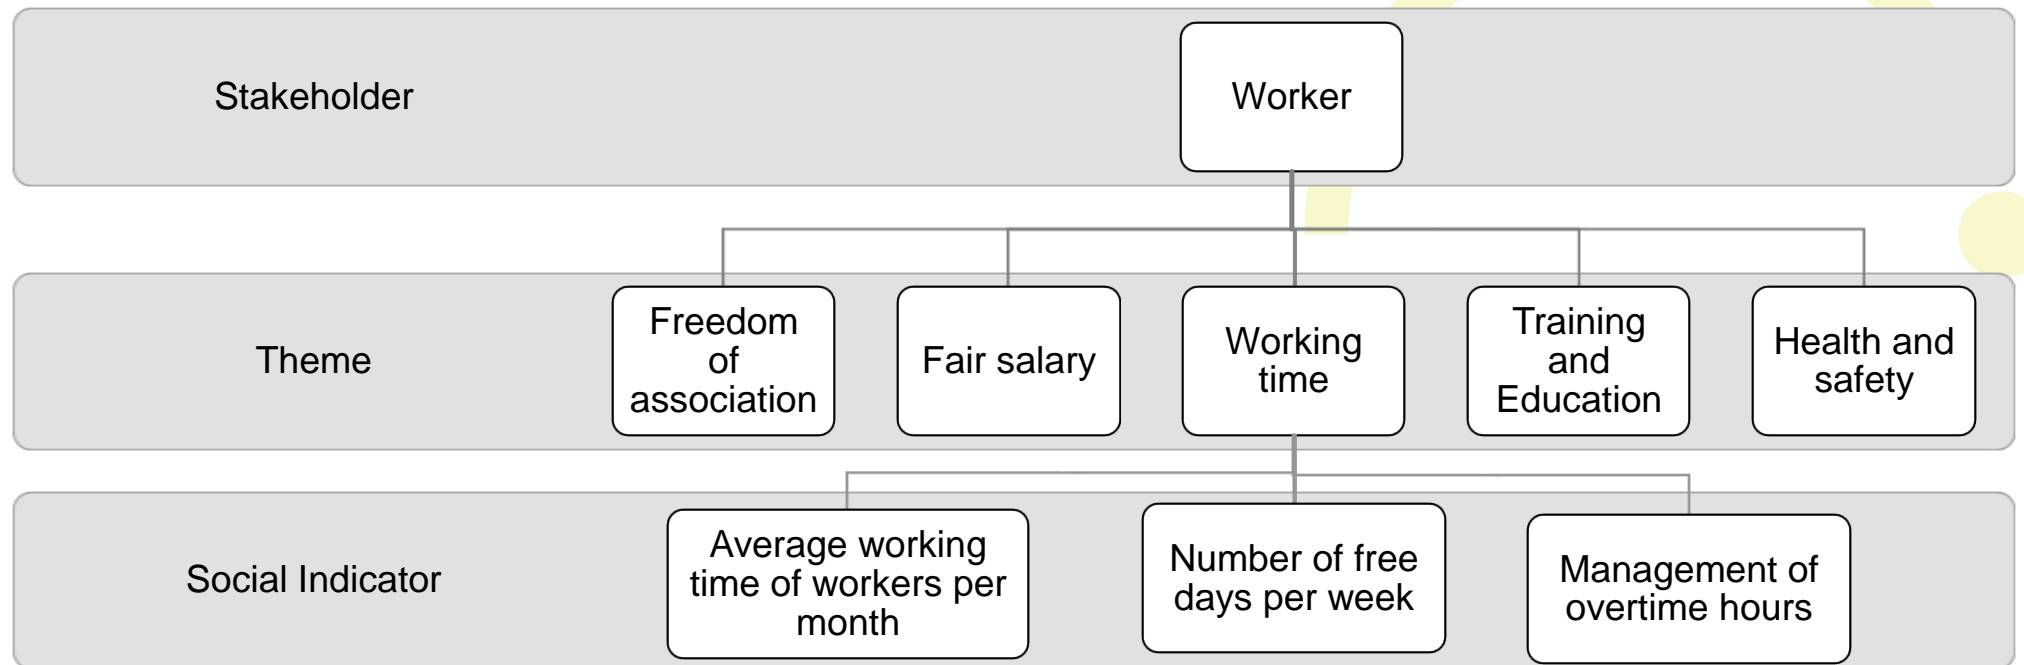 Stakeholder
Worker
Theme
Freedom
of
association
Fair salary
Working
time
Training
and
Education
Health and
safety
Social Indicator
Average working
time of workers per
month
Number of free
days per week
Management of
overtime hours